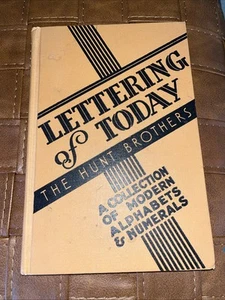 LETTERING
of TODAY
THE HUNT BROTHERS
A COLLECTION
OF MODERN
ALPHABETS
& NUMERALS